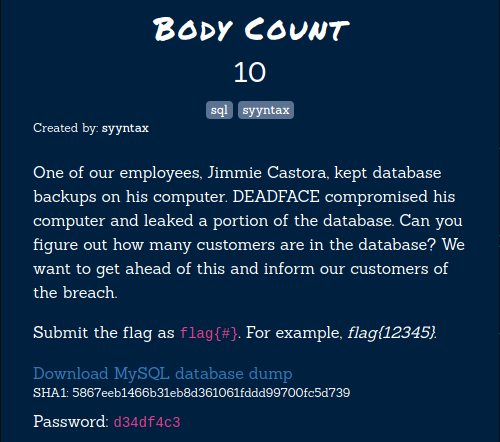 Body Count
10
sql syyntax
Created by: syyntax
One of our employees, Jimmie Castora, kept database
backups on his computer. DEADFACE compromised his
computer and leaked a portion of the database. Can you
figure out how many customers are in the database? We
want to get ahead of this and inform our customers of
the breach.
Submit the flag as flag{#}. For example, flag{12345}.
Download MySQL database dump
SHA1: 5867eeb1466b31eb8d361061fddd99700fc5d739
Password: d34df4c3